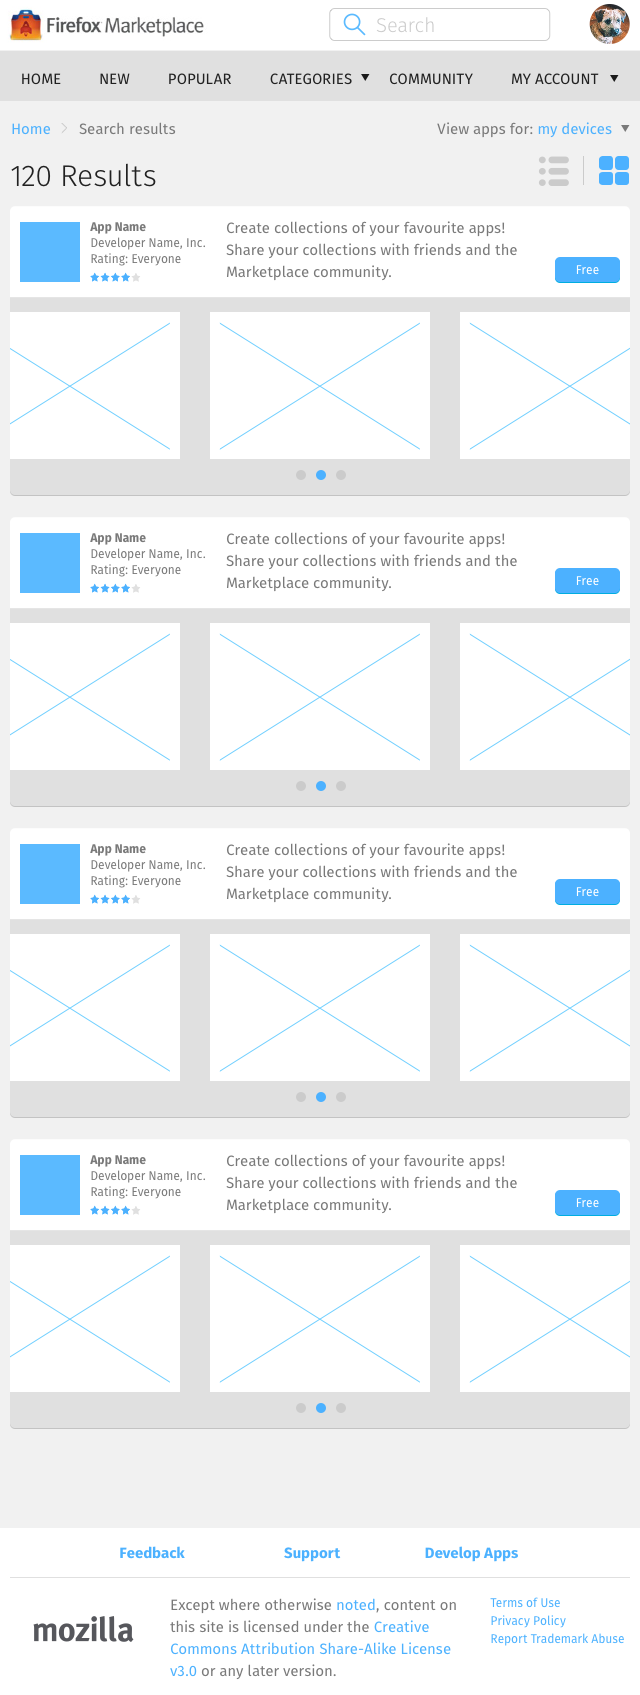 Firefox Marketplace
Search
HOME NEW POPULAR CATEGORIES COMMUNITY MY ACCOUNT
Home Search results
View apps for: my devices
120 Results
App Name
Developer Name, Inc.
Rating: Everyone
Create collections of your favourite apps!
Share your collections with friends and the
Marketplace community.
Free
App Name
Developer Name, Inc.
Rating: Everyone
Create collections of your favourite apps!
Share your collections with friends and the
Marketplace community.
Free
App Name
Developer Name, Inc.
Rating: Everyone
Create collections of your favourite apps!
Share your collections with friends and the
Marketplace community.
Free
App Name
Developer Name, Inc.
Rating: Everyone
Create collections of your favourite apps!
Share your collections with friends and the
Marketplace community.
Free
Feedback Support Develop Apps
mozilla
Except where otherwise noted, content on
this site is licensed under the Creative
Commons Attribution Share-Alike License
v3.0 or any later version.
Terms of Use
Privacy Policy
Report Trademark Abuse